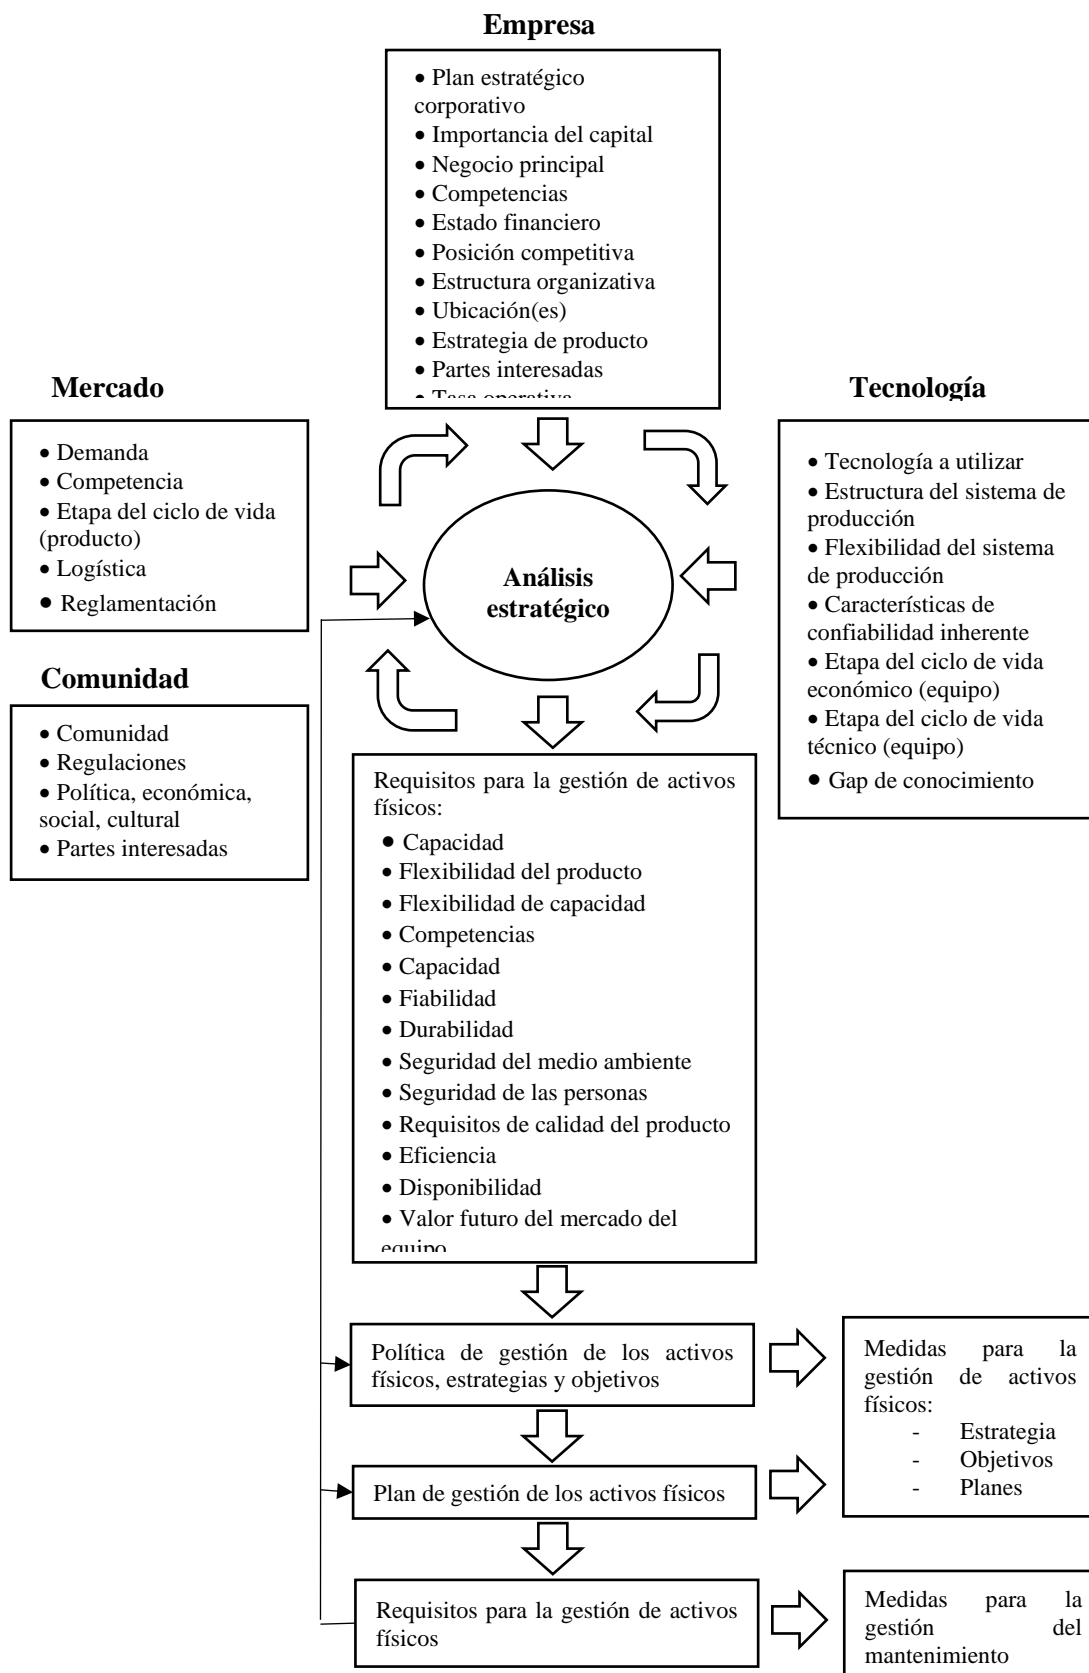 Empresa
• Plan estratégico
corporativo
• Importancia del capital
• Negocio principal
• Competencias
• Estado financiero
• Posición competitiva
• Estructura organizativa
• Ubicación(es)
• Estrategia de producto
• Partes interesadas
• Tasa operativa
Mercado
• Demanda
• Competencia
• Etapa del ciclo de vida
(producto)
• Logística
• Reglamentación
Tecnología
• Tecnología a utilizar
• Estructura del sistema de
producción
• Flexibilidad del sistema
de producción
• Características de
confiabilidad inherente
• Etapa del ciclo de vida
económico (equipo)
• Etapa del ciclo de vida
técnico (equipo)
• Gap de conocimiento
Análisis
estratégico
Comunidad
• Comunidad
• Regulaciones
• Política, económica,
social, cultural
• Partes interesadas
Requisitos para la gestión de activos
físicos:
• Capacidad
• Flexibilidad del producto
• Flexibilidad de capacidad
• Competencias
• Capacidad
• Fiabilidad
• Durabilidad
• Seguridad del medio ambiente
• Seguridad de las personas
• Requisitos de calidad del producto
• Eficiencia
• Disponibilidad
• Valor futuro del mercado del
equipo
Política de gestión de los activos
físicos, estrategias y objetivos
Medidas para la
gestión de activos
físicos:
- Estrategia
- Objetivos
- Planes
Plan de gestión de los activos físicos
Requisitos para la gestión de activos
físicos
Medidas para la
gestión del
mantenimiento